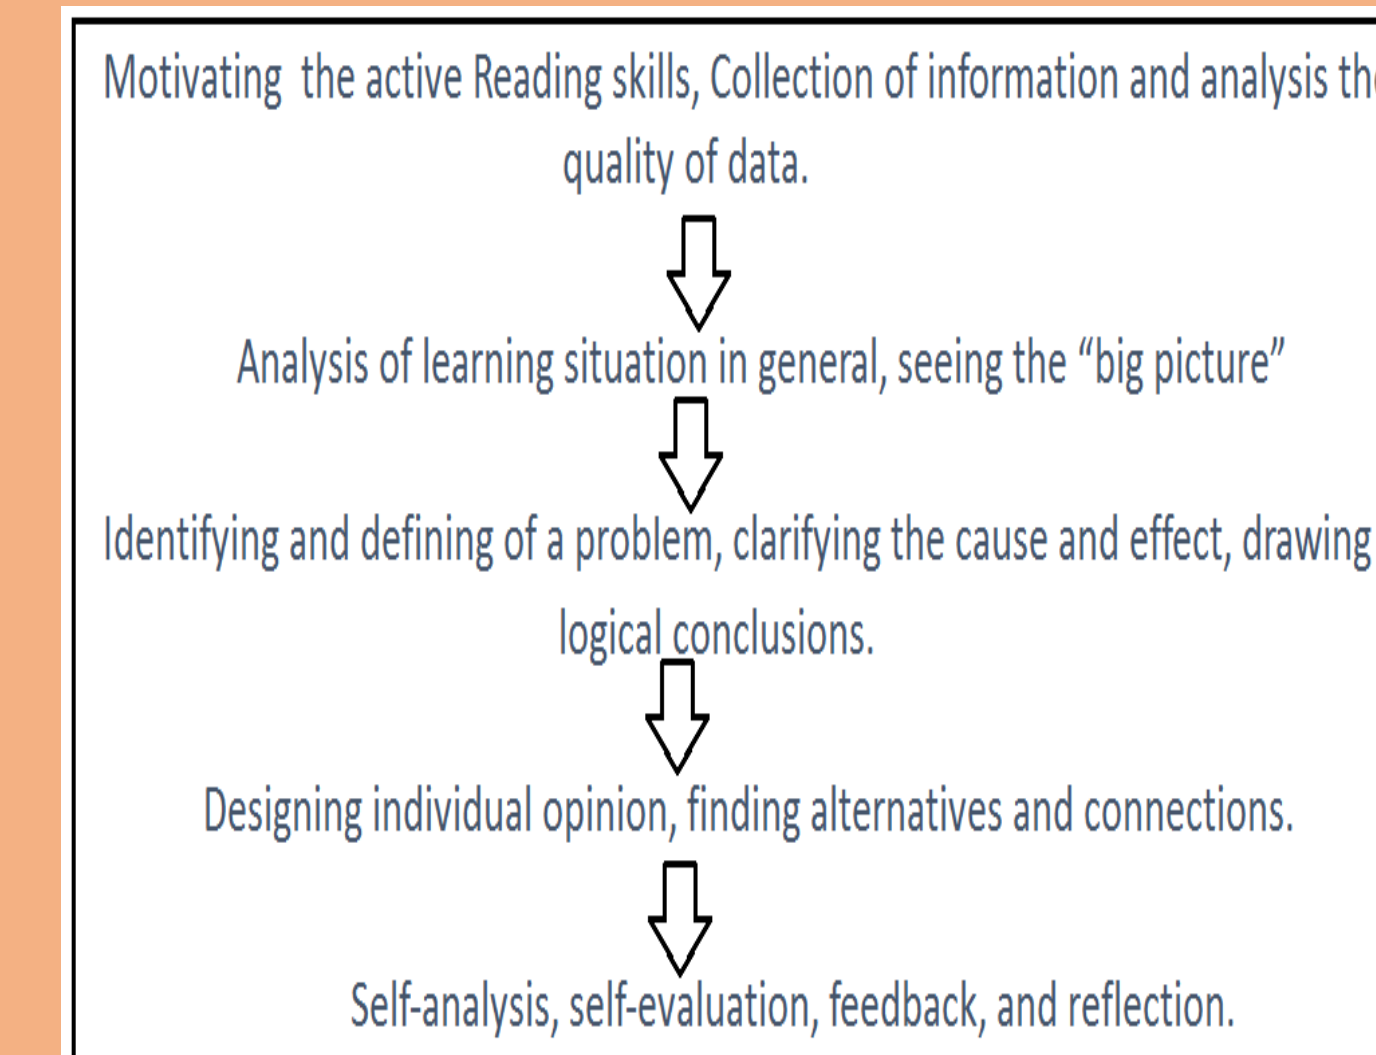 Motivating the active Reading skills, Collection of information and analysis the
quality of data.
Analysis of learning situation in general, seeing the “big picture”
Identifying and defining of a problem, clarifying the cause and effect, drawing
logical conclusions.
Designing individual opinion, finding alternatives and connections.
Self-analysis, self-evaluation, feedback, and reflection.